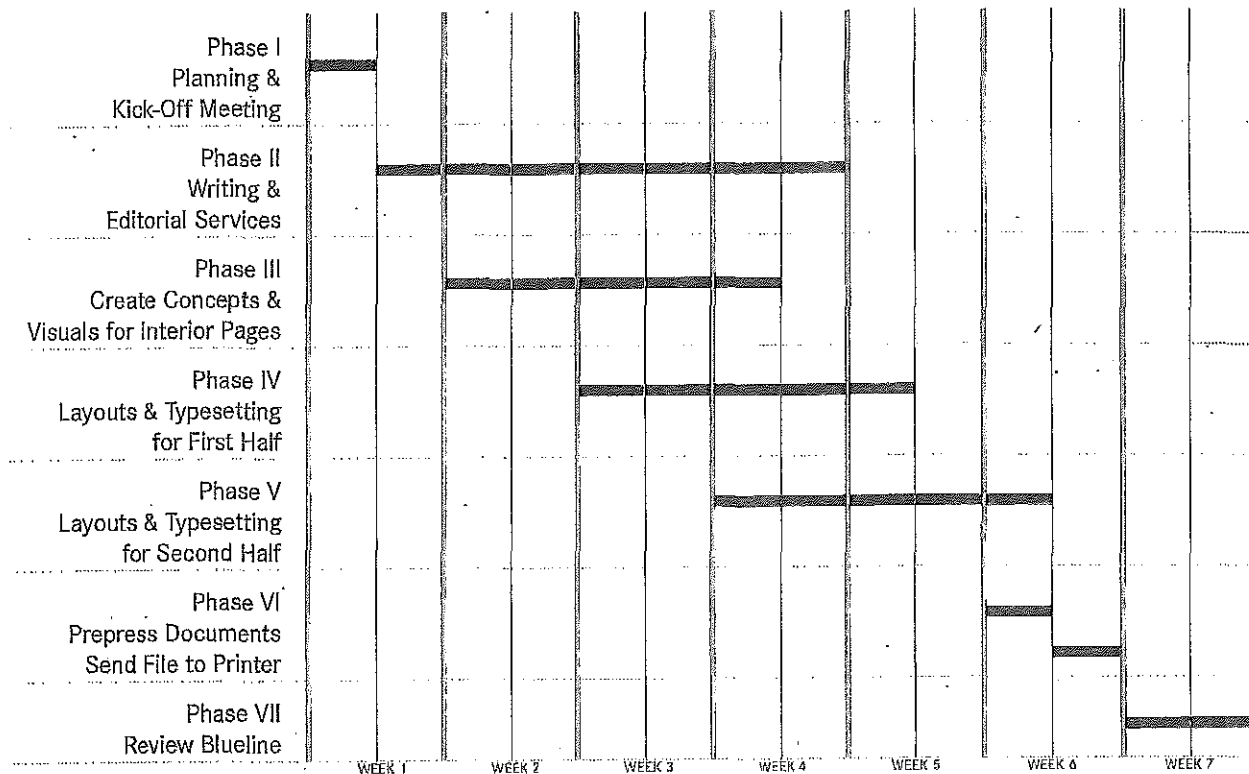 Phase I
Planning &
Kick-Off Meeting
Phase II
Writing &
Editorial Services
Phase III
Create Concepts &
Visuals for Interior Pages
Phase IV
Layouts & Typesetting
for First Half
Phase V
Layouts & Typesetting
for Second Half
Phase VI
Prepress Documents
Send File to Printer
Phase VII
Review Blueline
WEEK 1 WEEK 2 WEEK 3 WEEK 4 WEEK 5 WEEK 6 WEEK 7